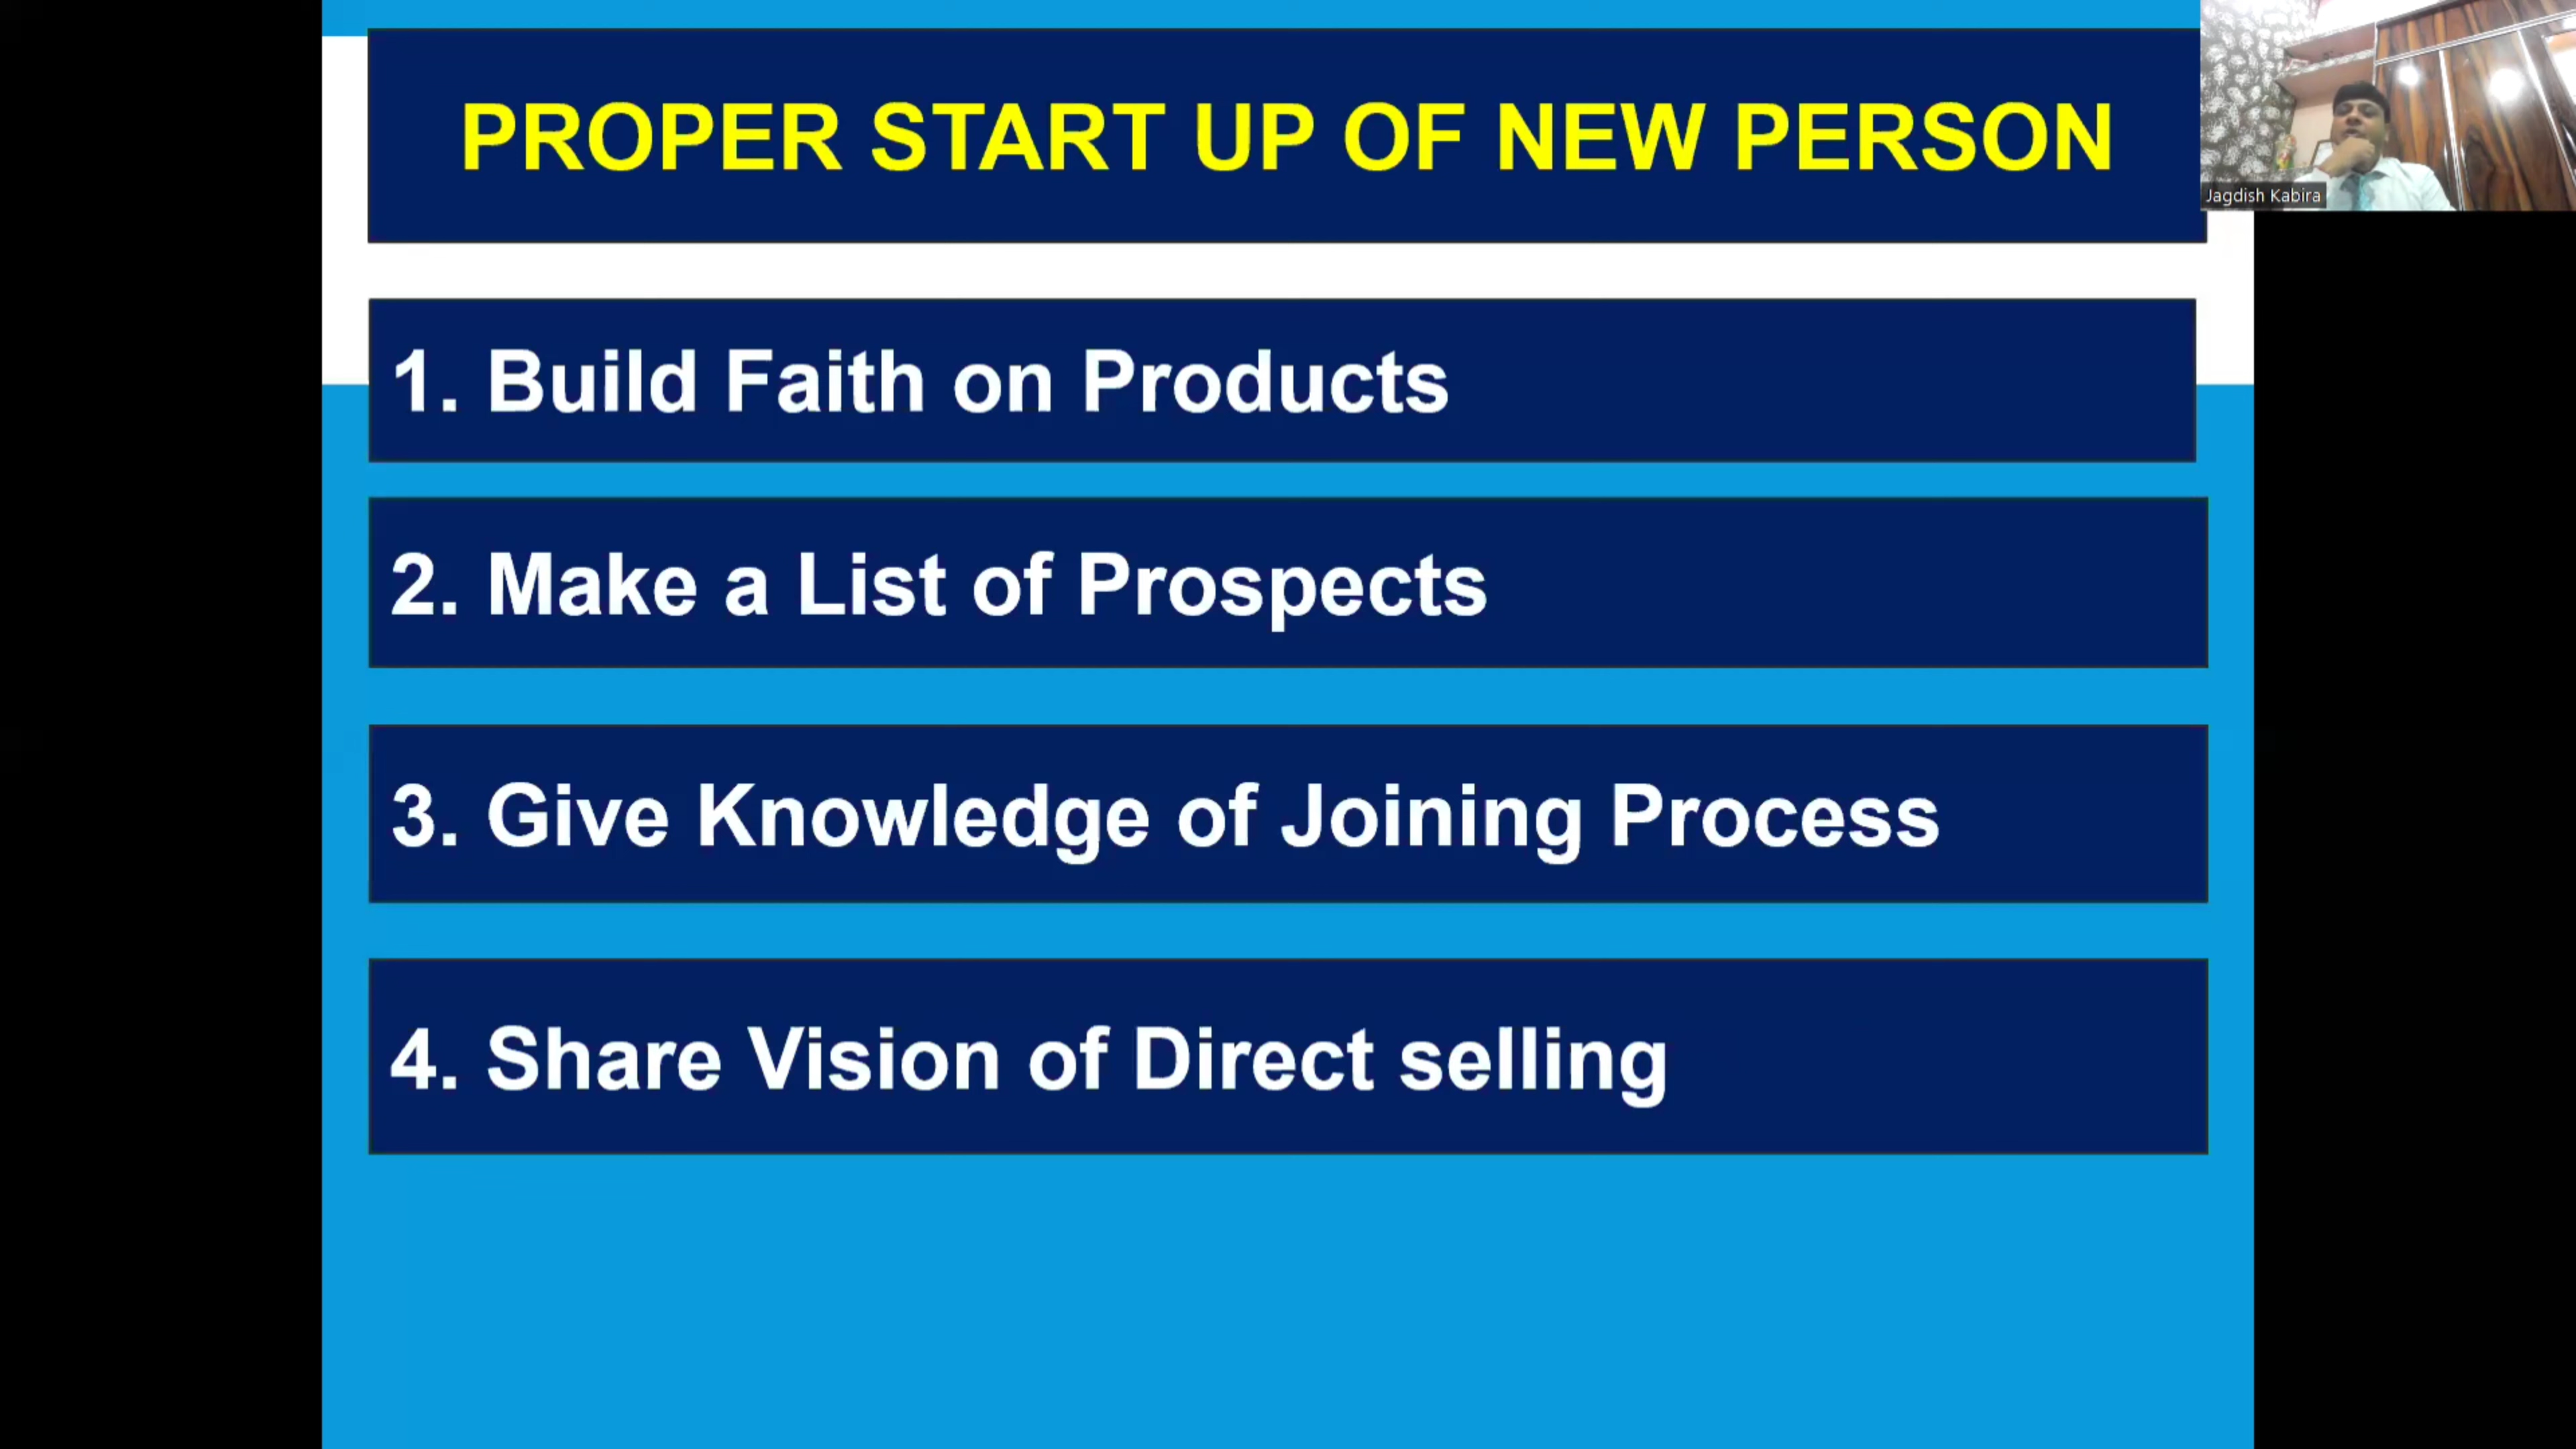 PROPER START UP OF NEW PERSON
Jagdish Kabira
1. Build Faith on Products
2. Make a List of Prospects
3. Give Knowledge of Joining Process
4. Share Vision of Direct selling